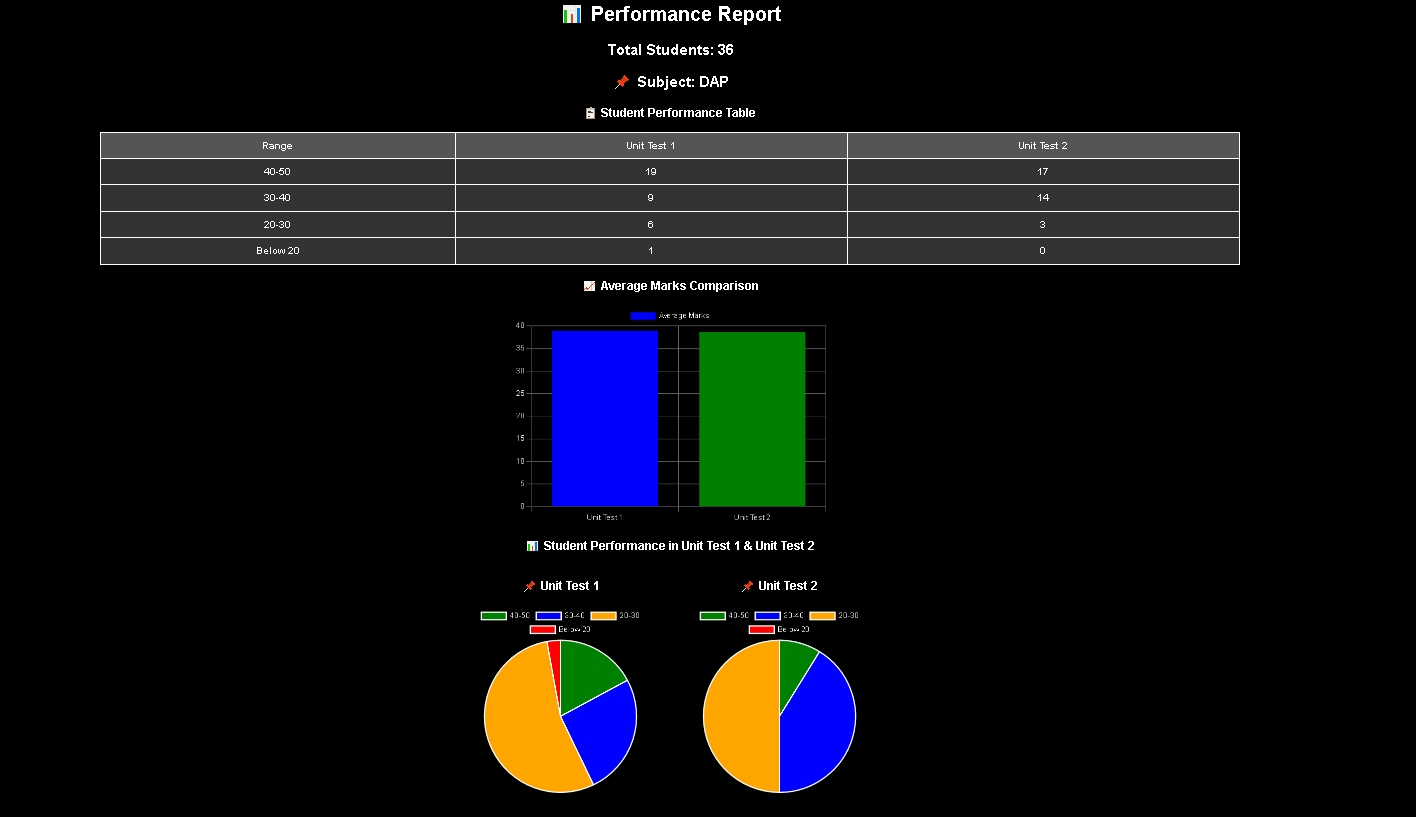 Performance Report
Total Students: 36
Subject: DAP
Student Performance Table
Range Unit Test 1 Unit Test 2
40-50 19 17
30-40 9 14
20-30 6 3
Below 20 1 0
Average Marks Comparison
Average Marks
40
35
30
25
20
15
10
5
0
Unit Test 1 Unit Test 2
Student Performance in Unit Test 1 & Unit Test 2
Unit Test 1 Unit Test 2
40-50 30-40 20-30 40-50 30-40 20-30
Below 20 Below 20